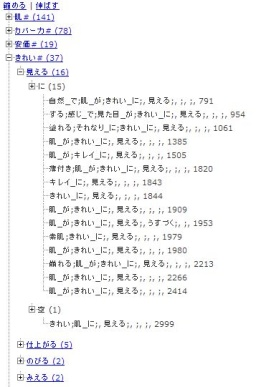 縮める | 伸ばす
肌# (141)
カバー力# (78)
安価# (19)
きれい# (37)
見える (16)
に (15)
自然_で;肌_が;きれい_に;, 見える;, ;, ;, 791
する;感じ_で;見た目_が;きれい_に;, 見える;, ;, ;, 954
塗れる;それなり_に;きれい_に;, 見える;, ;, ;, 1061
肌_が;きれい_に;, 見える;, ;, ;, 1385
肌_が;キレイ_に;, 見える;, ;, ;, 1505
薄付き;肌_が;きれい_に;, 見える;, ;, ;, 1820
キレイ_に;, 見える;, ;, ;, 1843
きれい_に;, 見える;, ;, ;, 1844
肌_が;きれい_に;, 見える;, ;, ;, 1909
肌_が;きれい_に;, 見える;, うすづく;, ;, 1953
素肌;きれい_に;, 見える;, ;, ;, 1979
肌_が;きれい_に;, 見える;, ;, ;, 1980
崩れる;肌_が;きれい_に;, 見える;, ;, ;, 2213
肌_が;きれい_に;, 見える;, ;, ;, 2266
肌_が;きれい_に;, 見える;, ;, ;, 2414
空 (1)
きれい;肌_に;, 見える;, ;, ;, 2999
仕上がる (5)
のびる (2)
みえる (2)